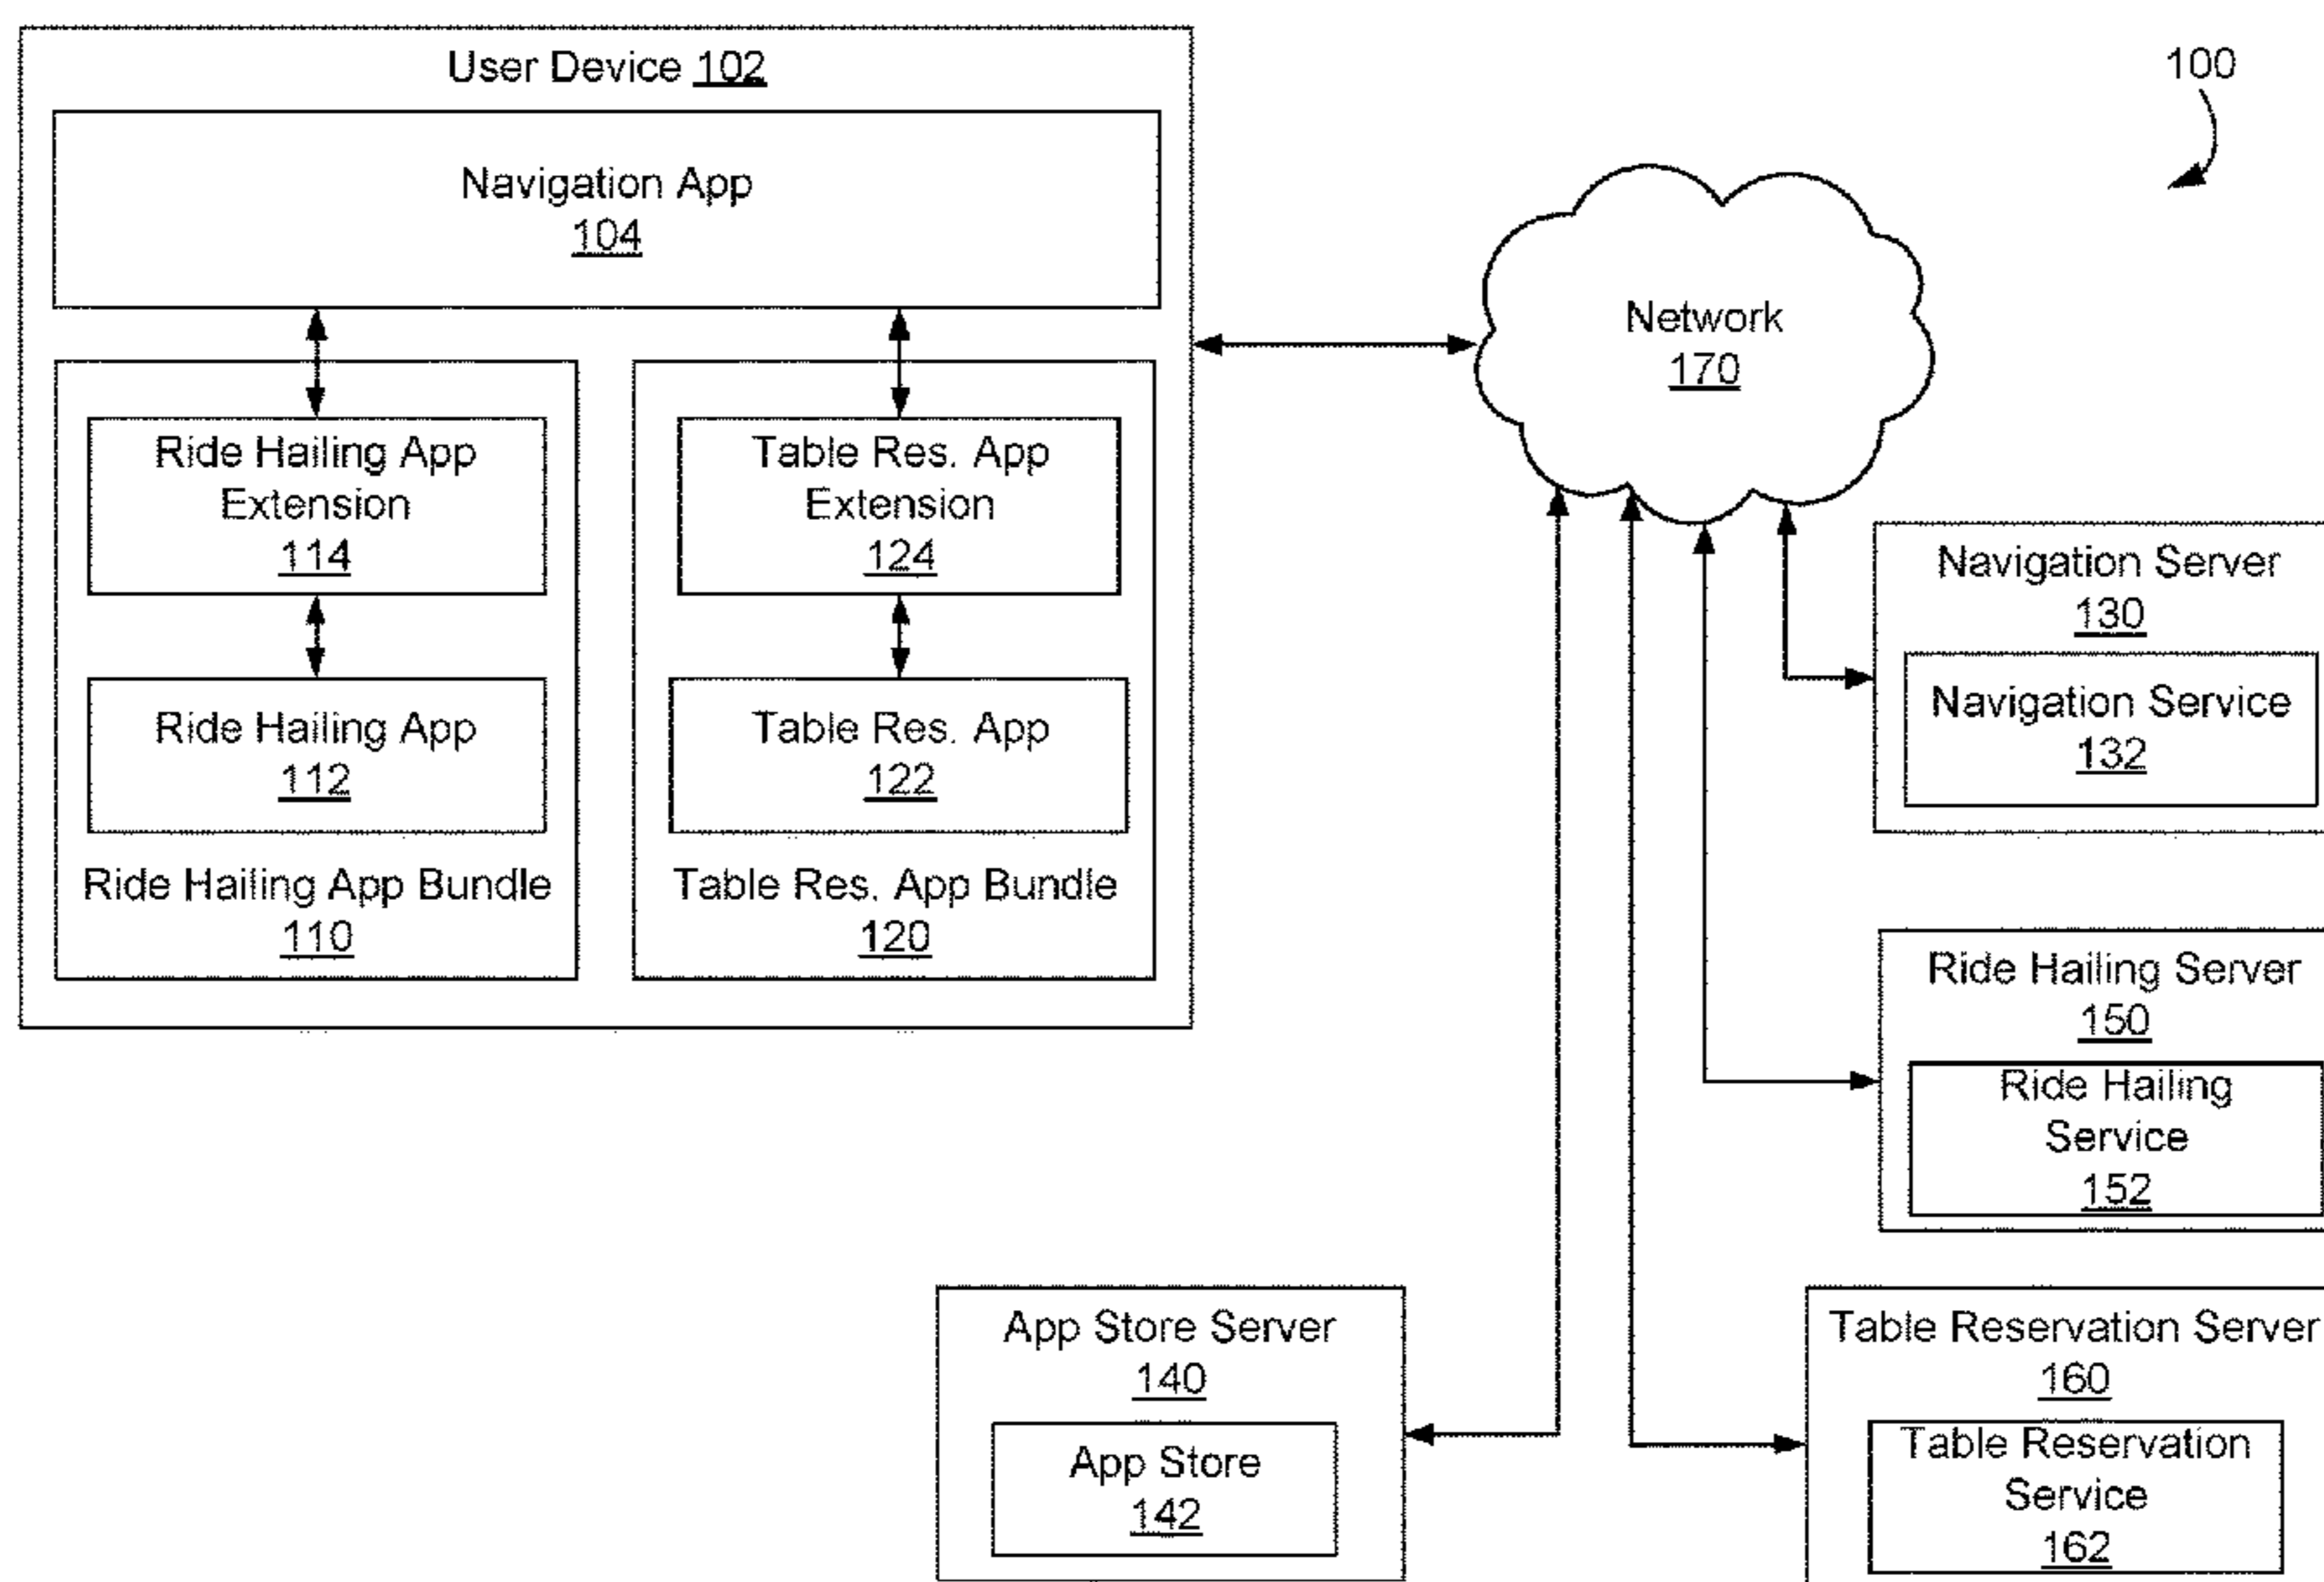 User Device 102
100
Navigation App
104
Network
170
Ride Hailing App
Extension
114
Table Res. App
Extension
124
Ride Hailing App
112
Table Res. App
122
Ride Hailing App Bundle
110
Table Res. App Bundle
120
Navigation Server
130
Navigation Service
132
Ride Hailing Server
150
Ride Hailing
Service
152
App Store Server
140
App Store
142
Table Reservation Server
160
Table Reservation
Service
162